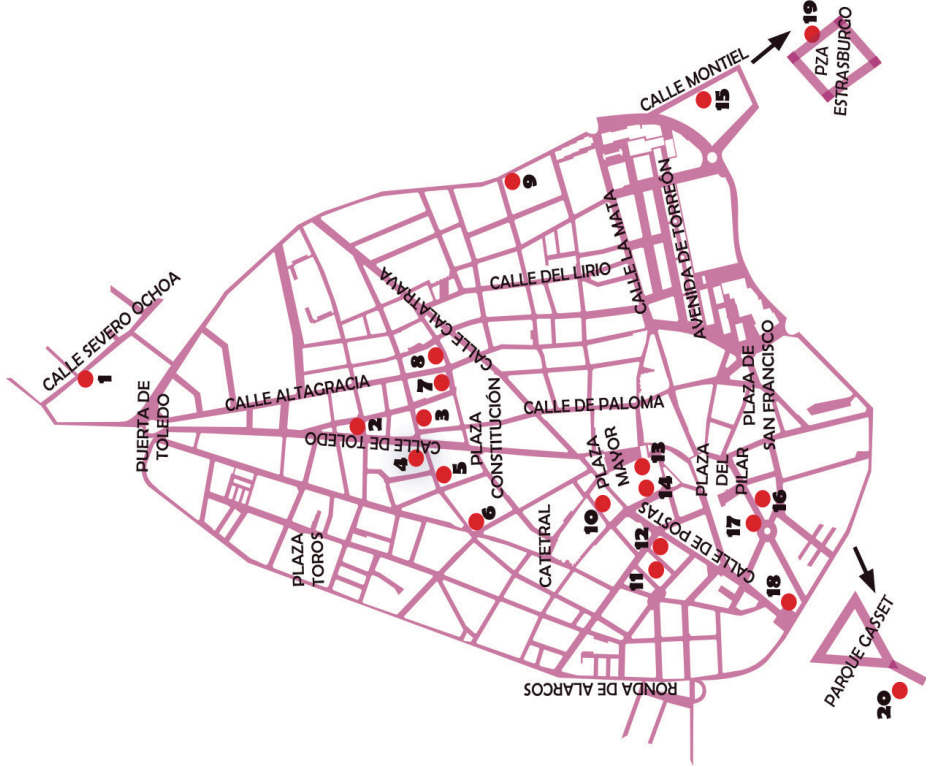 19
PZA
ESTRASBURGO
CALLE MONTIEL
15
9
CALLE SEVERO OCHOA
1
PUERTA DE
TOLEDO
CALLE ALTAGRACIA
CALLE DE TOLEDO
2
3
4
5
6
7
8
PLAZA
CONSTITUCIÓN
CALLE CALATRAVA
CALLE DEL LIRIO
CALLE LA MATA
AVENIDA DE TORREÓN
CALLE DE PALOMA
PLAZA
TOROS
CATETRAL
10
PLAZA
MAYOR
13
14
12
11
CALLE DE POSTAS
PLAZA
DEL
PILAR
PLAZA DE
SAN FRANCISCO
16
17
18
RONDA DE ALARCOS
PARQUE GASSET
20